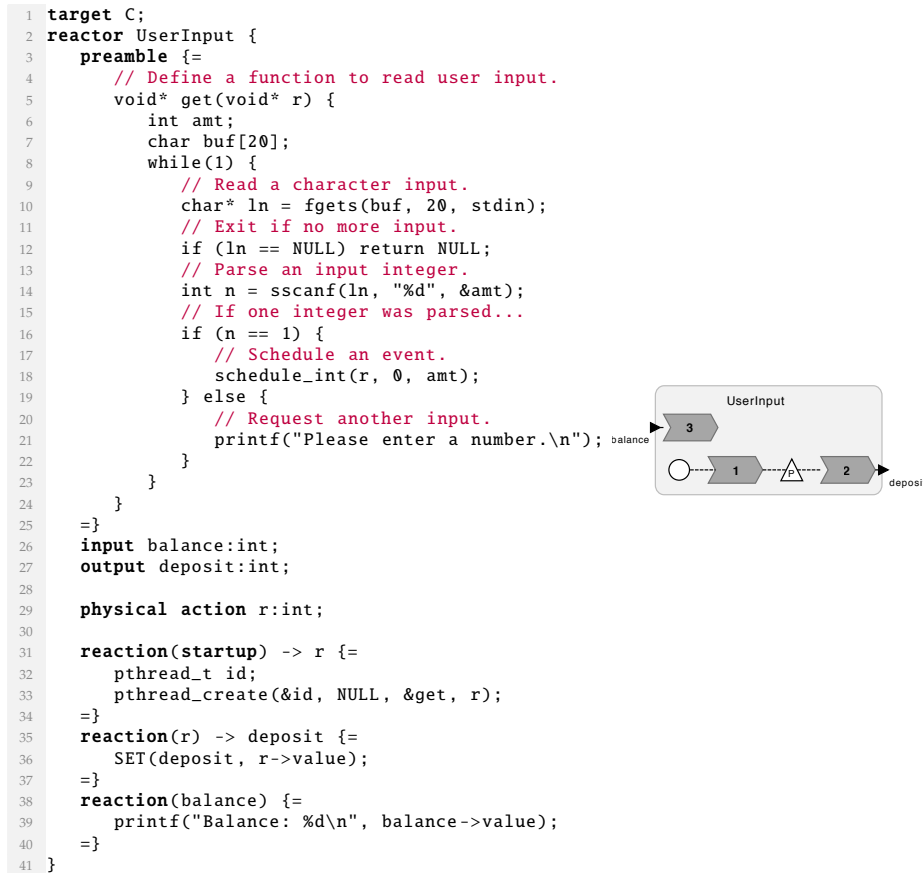 1 target C;
2 reactor UserInput {
3 preamble {=
4 // Define a function to read user input.
5 void* get(void* r) {
6 int amt;
7 char buf[20];
8 while(1) {
9 // Read a character input.
10 char* ln = fgets(buf, 20, stdin);
11 // Exit if no more input.
12 if (ln == NULL) return NULL;
13 // Parse an input integer.
14 int n = sscanf(ln, "%d", &amt);
15 // If one integer was parsed...
16 if (n == 1) {
17 // Schedule an event.
18 schedule_int(r, 0, amt);
19 } else {
20 // Request another input.
21 printf("Please enter a number.\n");
22 }
23 }
24 }
25 =}
26 input balance:int;
27 output deposit:int;
28
29 physical action r:int;
30
31 reaction(startup) -> r {=
32 pthread_t id;
33 pthread_create(&id, NULL, &get, r);
34 =}
35 reaction(r) -> deposit {=
36 SET(deposit, r->value);
37 =}
38 reaction(balance) {=
39 printf("Balance: %d\n", balance->value);
40 =}
41 }
UserInput
3
balance
1 P 2
deposi